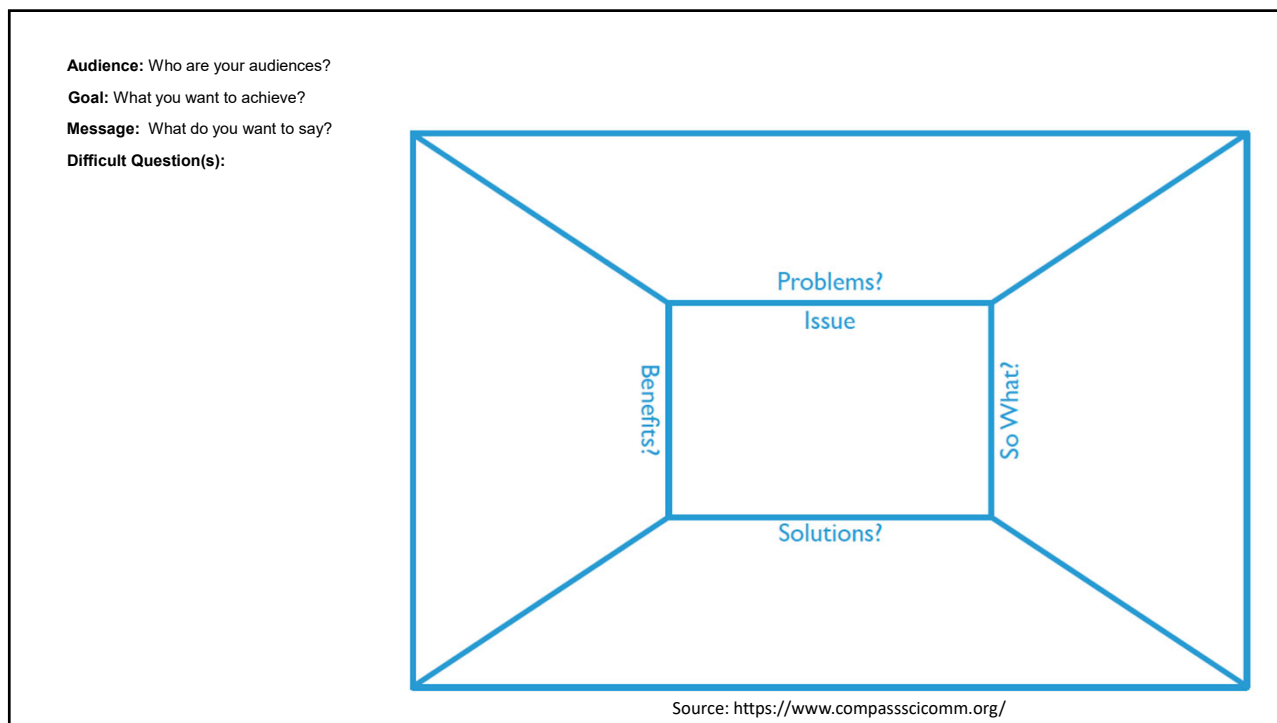 Audience: Who are your audiences?
Goal: What you want to achieve?
Message: What do you want to say?
Difficult Question(s):
Problems?
Issue
Benefits?
So What?
Solutions?
Source: https://www.compassscicomm.org/